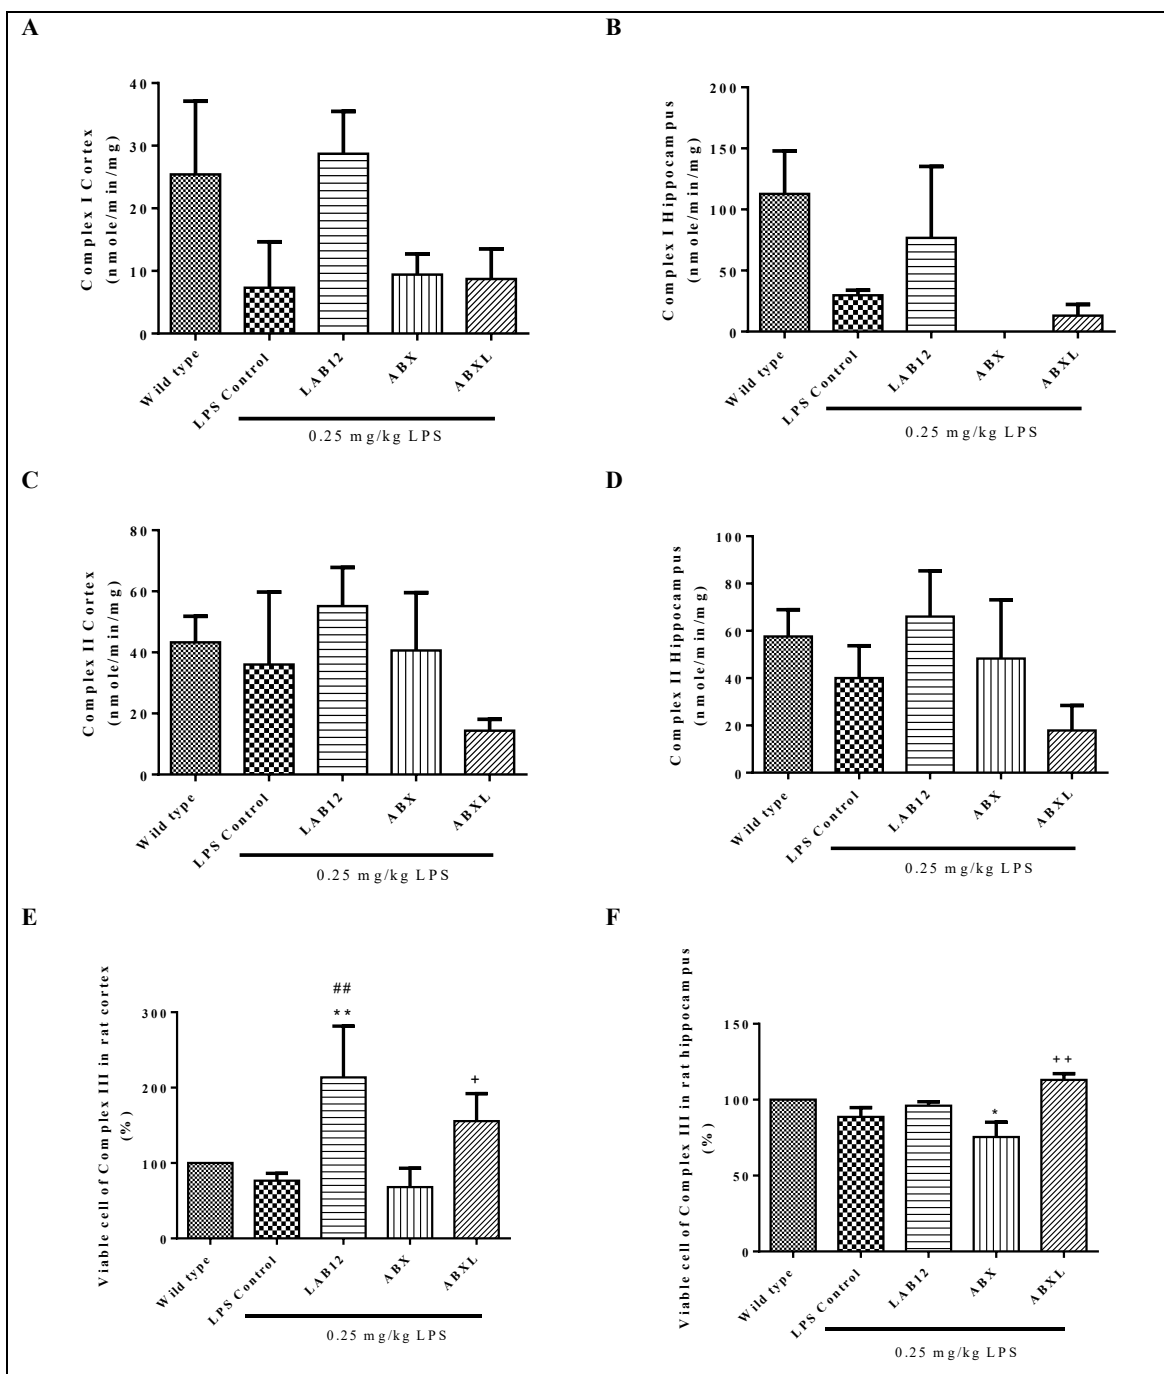 A
Complex I Cortex
(nmole/min/mg)
40
30
20
10
0
Wild type
LPS Control
LAB12
ABX
ABXL
0.25 mg/kg LPS
B
Complex I Hippocampus
(nmole/min/mg)
200
150
100
50
0
Wild type
LPS Control
LAB12
ABX
ABXL
0.25 mg/kg LPS
C
Complex II Cortex
(nmole/min/mg)
80
60
40
20
0
Wild type
LPS Control
LAB12
ABX
ABXL
0.25 mg/kg LPS
D
Complex II Hippocampus
(nmole/min/mg)
100
80
60
40
20
0
Wild type
LPS Control
LAB12
ABX
ABXL
0.25 mg/kg LPS
E
Viable cell of Complex III in rat cortex
(%)
300
200
100
0
##
**
+
Wild type
LPS Control
LAB12
ABX
ABXL
0.25 mg/kg LPS
F
Viable cell of Complex III in rat hippocampus
(%)
150
100
50
0
*
++
Wild type
LPS Control
LAB12
ABX
ABXL
0.25 mg/kg LPS